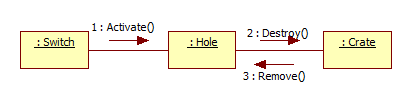 1 : Activate()
2 : Destroy()
: Switch
: Hole
: Crate
3 : Remove()